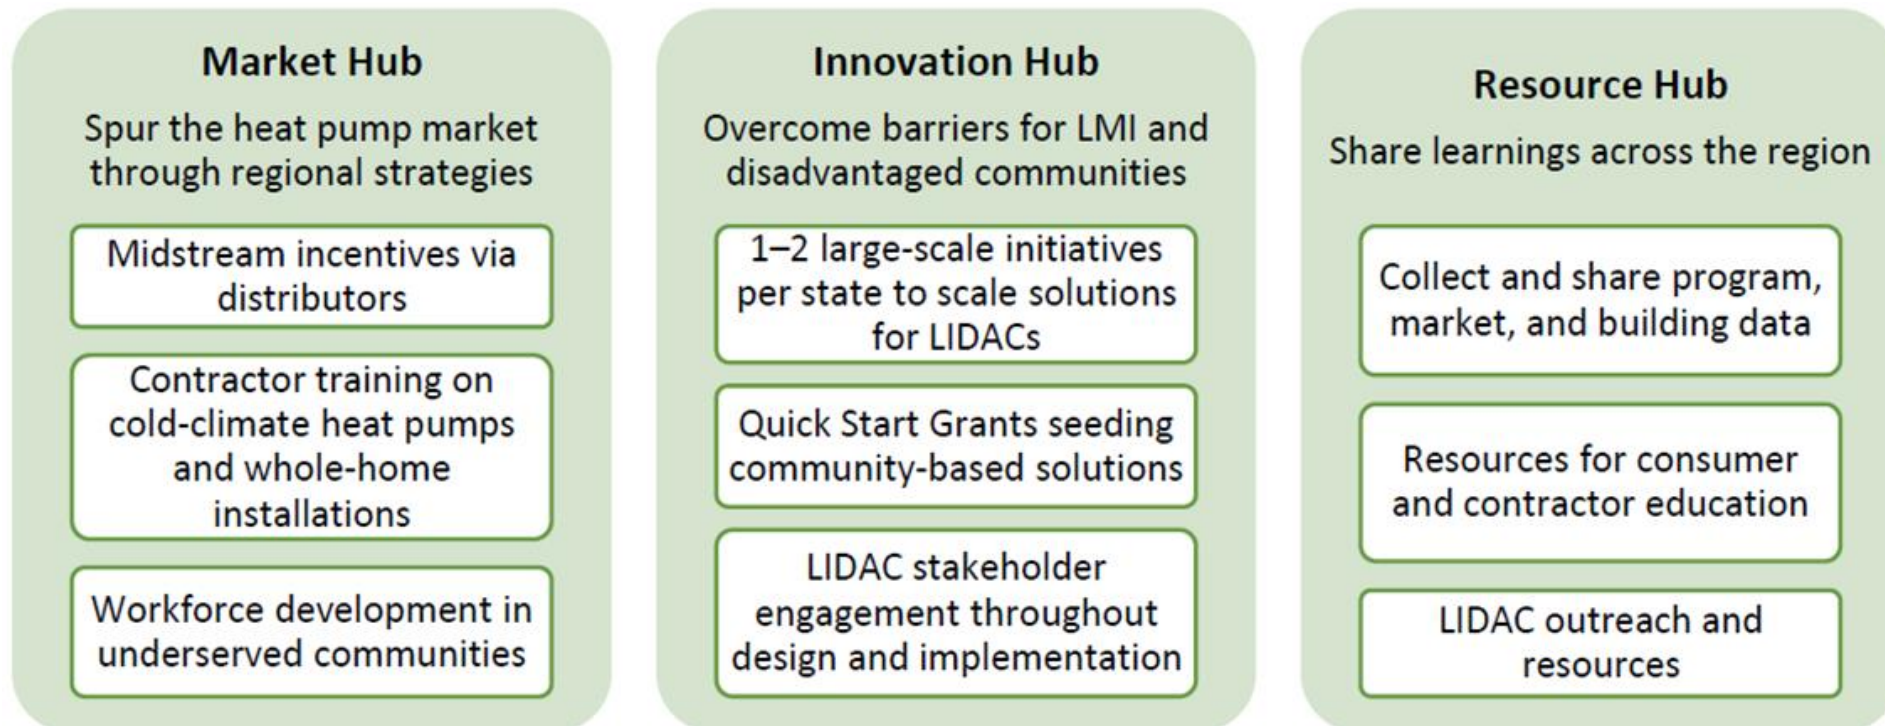 Market Hub
Spur the heat pump market
through regional strategies
Midstream incentives via
distributors
Contractor training on
cold-climate heat pumps
and whole-home
installations
Workforce development in
underserved communities
Innovation Hub
Overcome barriers for LMI and
disadvantaged communities
1–2 large-scale initiatives
per state to scale solutions
for LIDACs
Quick Start Grants seeding
community-based solutions
LIDAC stakeholder
engagement throughout
design and implementation
Resource Hub
Share learnings across the region
Collect and share program,
market, and building data
Resources for consumer
and contractor education
LIDAC outreach and
resources